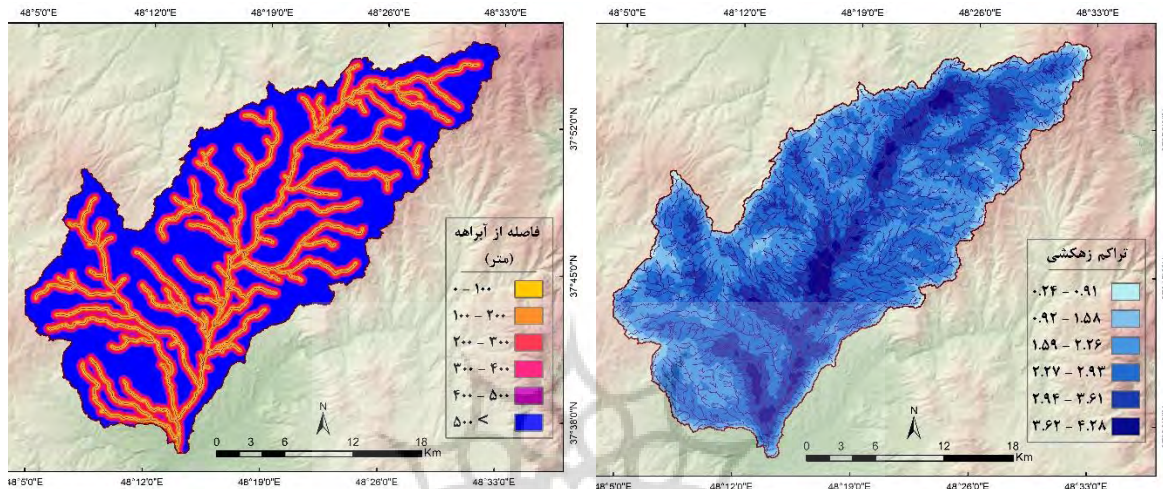 48°5'0"E 48°12'0"E 48°19'0"E 48°26'0"E 48°33'0"E
37°52'0"N
37°45'0"N
37°38'0"N
فاصله از آبراهه
(متر)
۰ - ۱۰۰
۱۰۰ - ۲۰۰
۲۰۰ - ۳۰۰
۳۰۰ - ۴۰۰
۴۰۰ - ۵۰۰
۵۰۰ <
N
0 3 6 12 18
Km
48°5'0"E 48°12'0"E 48°19'0"E 48°26'0"E 48°33'0"E
48°5'0"E 48°12'0"E 48°19'0"E 48°26'0"E 48°33'0"E
تراکم زهکشی
۰.۲۴ - ۰.۹۱
۰.۹۲ - ۱.۵۸
۱.۵۹ - ۲.۲۶
۲.۲۷ - ۲.۹۳
۲.۹۴ - ۳.۶۱
۳.۶۲ - ۴.۲۸
N
0 3 6 12 18
Km
48°5'0"E 48°12'0"E 48°19'0"E 48°26'0"E 48°33'0"E